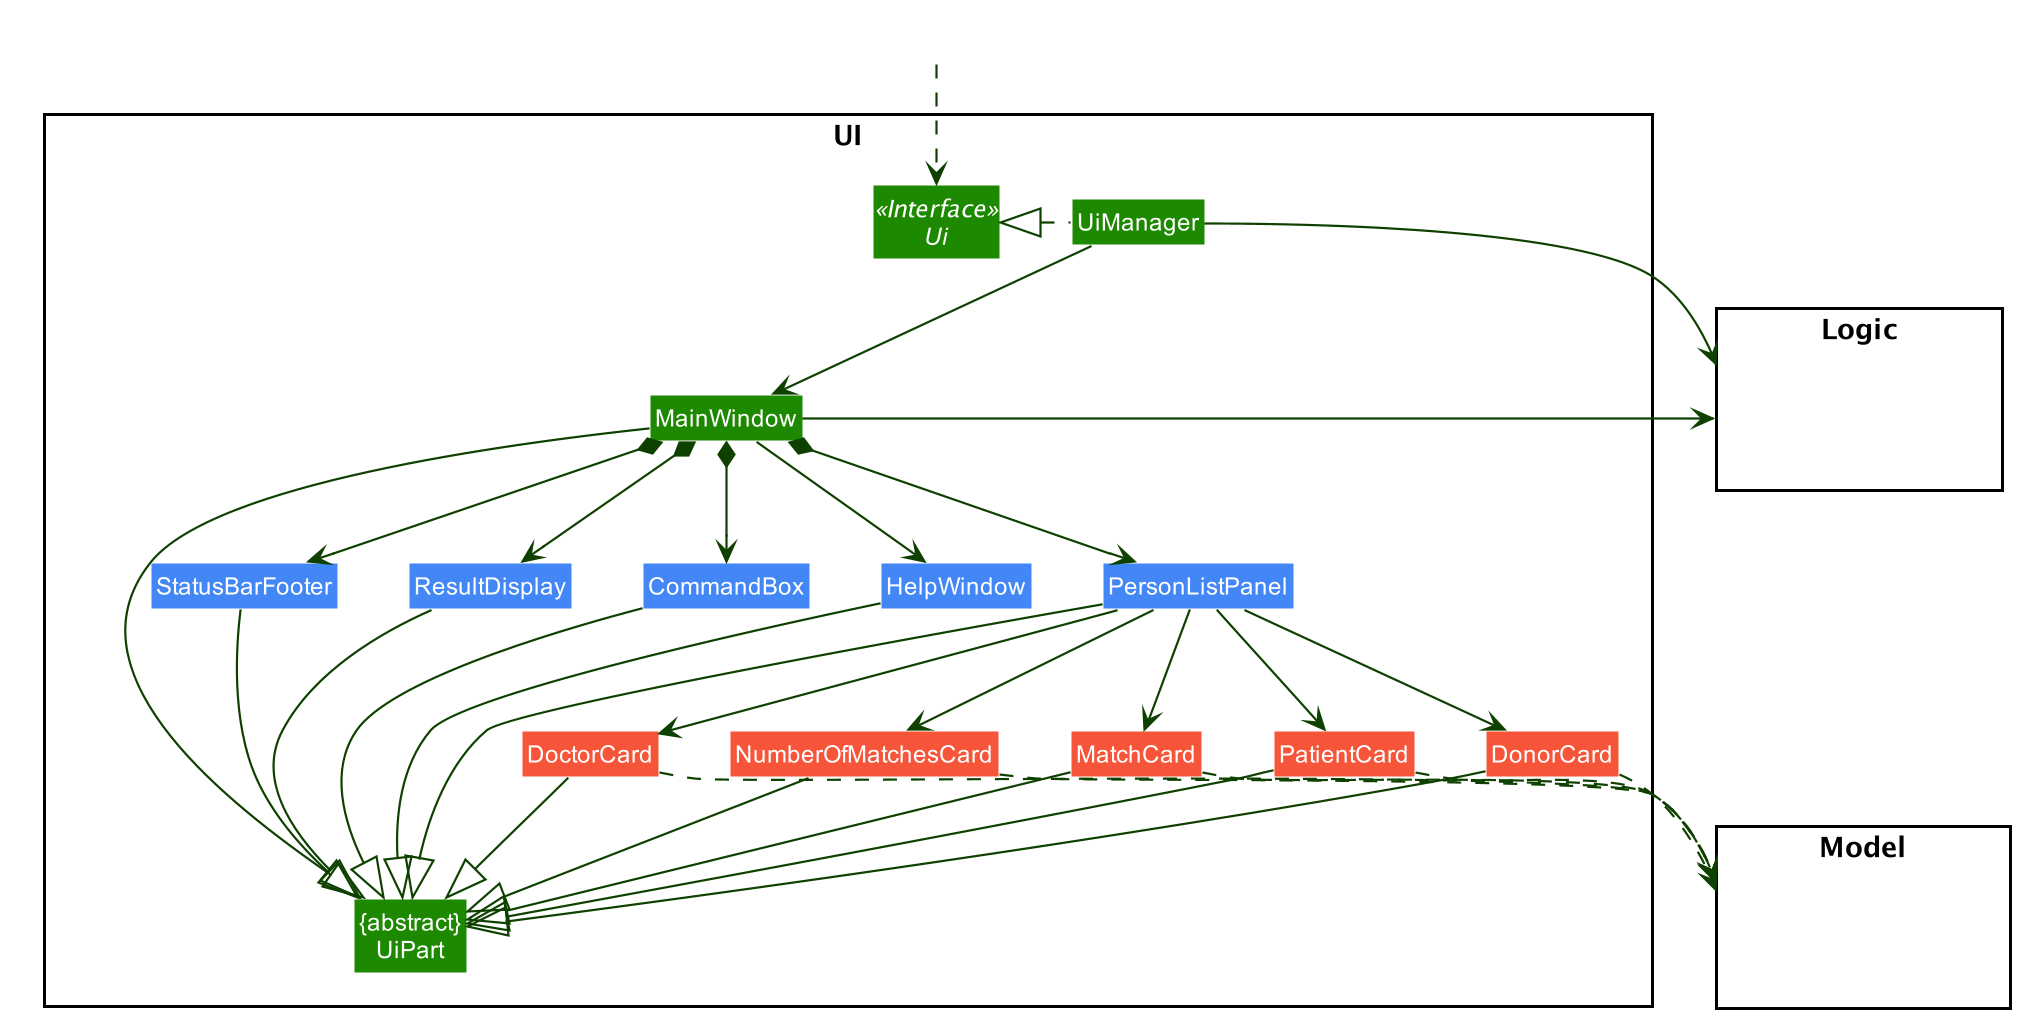 UI
«Interface»
Ui
UiManager
Logic
MainWindow
StatusBarFooter
ResultDisplay
CommandBox
HelpWindow
PersonListPanel
DoctorCard
NumberOfMatchesCard
MatchCard
PatientCard
DonorCard
Model
{abstract}
UiPart